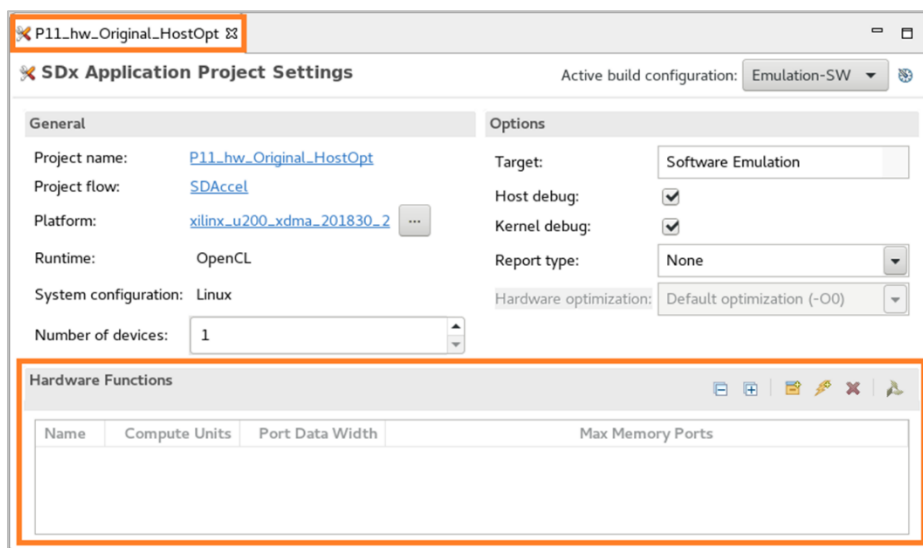 P11_hw_Original_HostOpt
SDx Application Project Settings
Active build configuration: Emulation-SW
General
Project name: P11_hw_Original_HostOpt
Project flow: SDAccel
Platform: xilinx_u200_xdma_201830_2 ...
Runtime: OpenCL
System configuration: Linux
Number of devices: 1
Options
Target: Software Emulation
Host debug:
Kernel debug:
Report type: None
Hardware optimization: Default optimization (-O0)
Hardware Functions
Name Compute Units Port Data Width Max Memory Ports